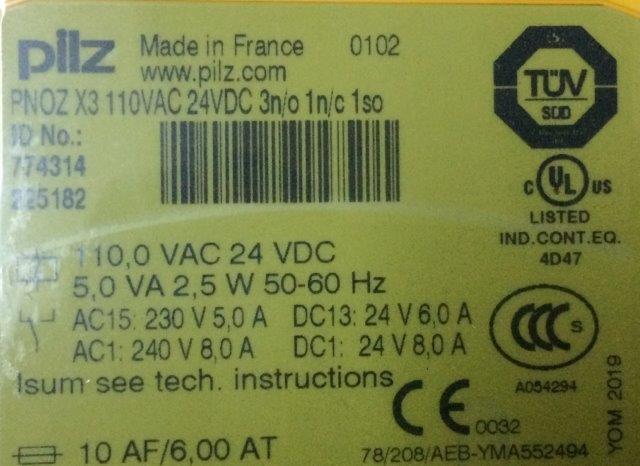 pilz Made in France 0102
www.pilz.com
PNOZ X3 110VAC 24VDC 3n/o 1n/c 1so
ID No.:
774314
225182
TÜV
SÜD
C UL US
LISTED
IND.CONT.EQ.
4D47
110,0 VAC 24 VDC
5,0 VA 2,5 W 50-60 Hz
AC15: 230 V 5,0 A DC13: 24 V 6,0 A
AC1: 240 V 8,0 A DC1: 24 V 8,0 A
Isum see tech. instructions
CCC S
A054294
CE 0032
YOM 2019
10 AF/6,00 AT
78/208/AEB-YMA552494